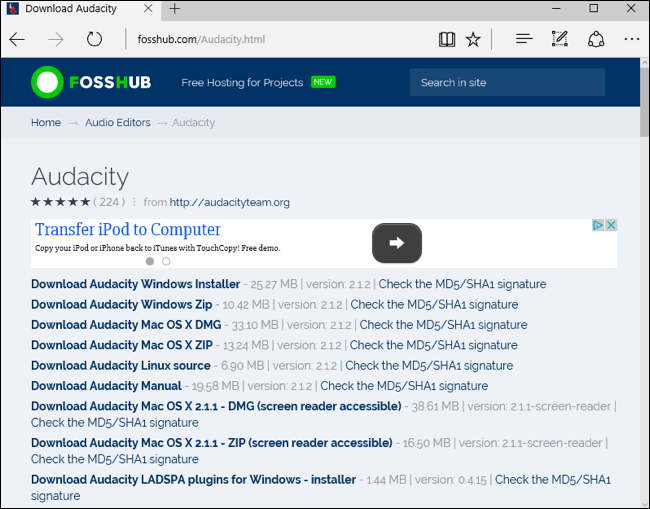 Download Audacity
fosshub.com/Audacity.html
FOSSHUB
Free Hosting for Projects NEW
Search in site
Home → Audio Editors → Audacity
Audacity
★★★★★ ( 224 ) ⋮ from http://audacityteam.org
Transfer iPod to Computer
Copy your iPod or iPhone back to iTunes with TouchCopy! Free demo.
Download Audacity Windows Installer - 25.27 MB | version: 2.1.2 | Check the MD5/SHA1 signature
Download Audacity Windows Zip - 10.42 MB | version: 2.1.2 | Check the MD5/SHA1 signature
Download Audacity Mac OS X DMG - 33.10 MB | version: 2.1.2 | Check the MD5/SHA1 signature
Download Audacity Mac OS X ZIP - 13.24 MB | version: 2.1.2 | Check the MD5/SHA1 signature
Download Audacity Linux source - 6.90 MB | version: 2.1.2 | Check the MD5/SHA1 signature
Download Audacity Manual - 19.58 MB | version: 2.1.2 | Check the MD5/SHA1 signature
Download Audacity Mac OS X 2.1.1 - DMG (screen reader accessible) - 38.61 MB | version: 2.1.1-screen-reader |
Check the MD5/SHA1 signature
Download Audacity Mac OS X 2.1.1 - ZIP (screen reader accessible) - 16.50 MB | version: 2.1.1-screen-reader |
Check the MD5/SHA1 signature
Download Audacity LADSPA plugins for Windows - installer - 1.44 MB | version: 0.4.15 | Check the MD5/SHA1
signature